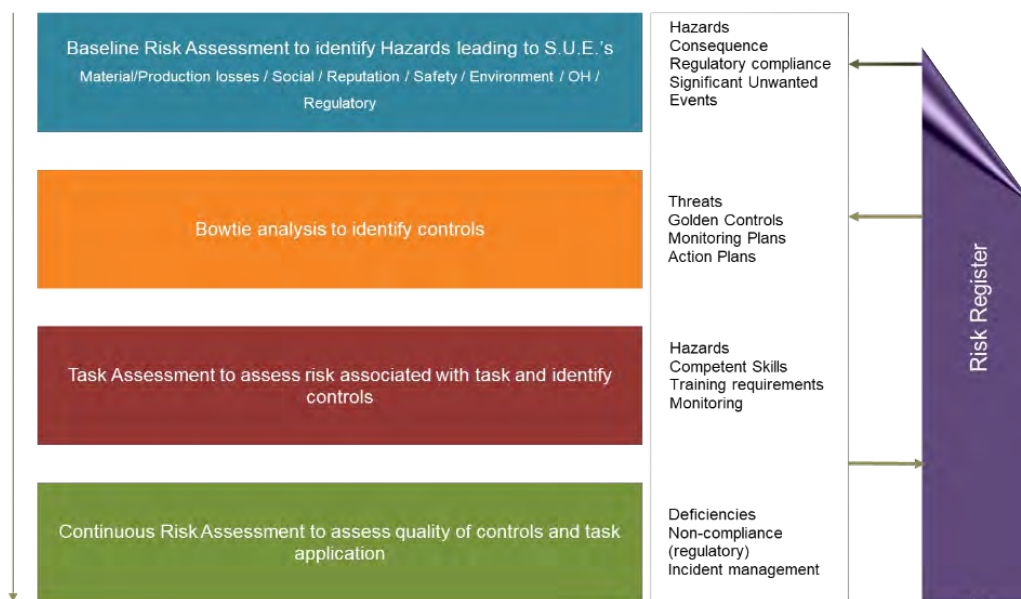 Baseline Risk Assessment to identify Hazards leading to S.U.E.'s
Material/Production losses / Social / Reputation / Safety / Environment / OH /
Regulatory
Hazards
Consequence
Regulatory compliance
Significant Unwanted
Events
Bowtie analysis to identify controls
Threats
Golden Controls
Monitoring Plans
Action Plans
Task Assessment to assess risk associated with task and identify
controls
Hazards
Competent Skills
Training requirements
Monitoring
Continuous Risk Assessment to assess quality of controls and task
application
Deficiencies
Non-compliance
(regulatory)
Incident management
Risk Register